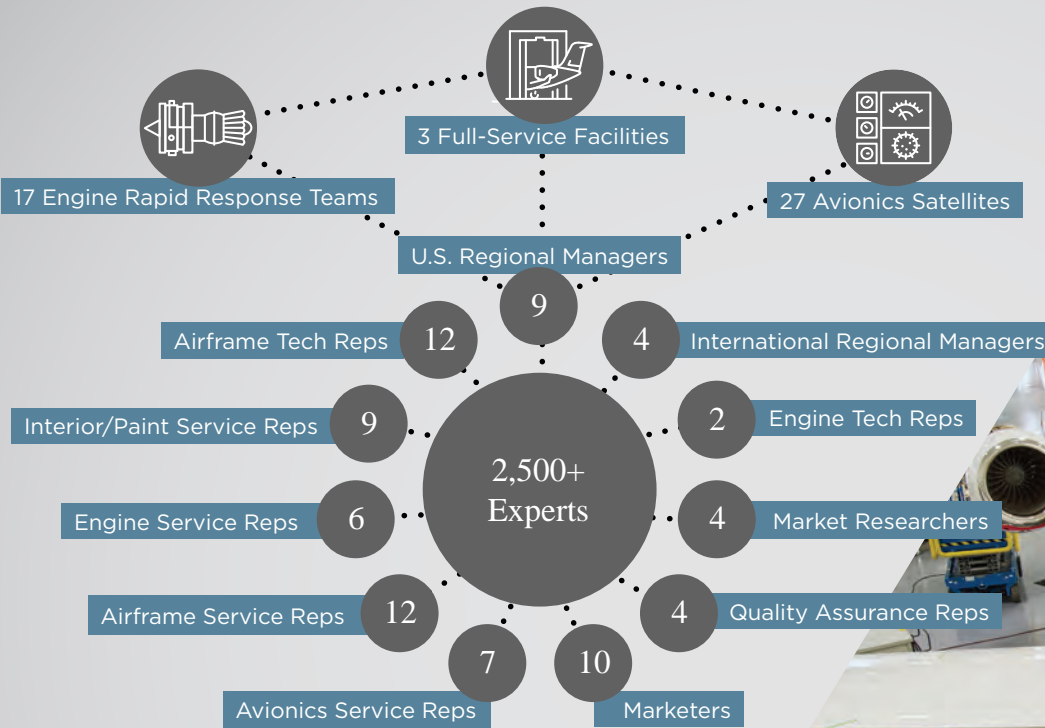 3 Full-Service Facilities
17 Engine Rapid Response Teams
27 Avionics Satellites
U.S. Regional Managers
9
Airframe Tech Reps
12
4
International Regional Managers
Interior/Paint Service Reps
9
2
Engine Tech Reps
2,500+
Experts
Engine Service Reps
6
4
Market Researchers
Airframe Service Reps
12
4
Quality Assurance Reps
7
10
Avionics Service Reps
Marketers